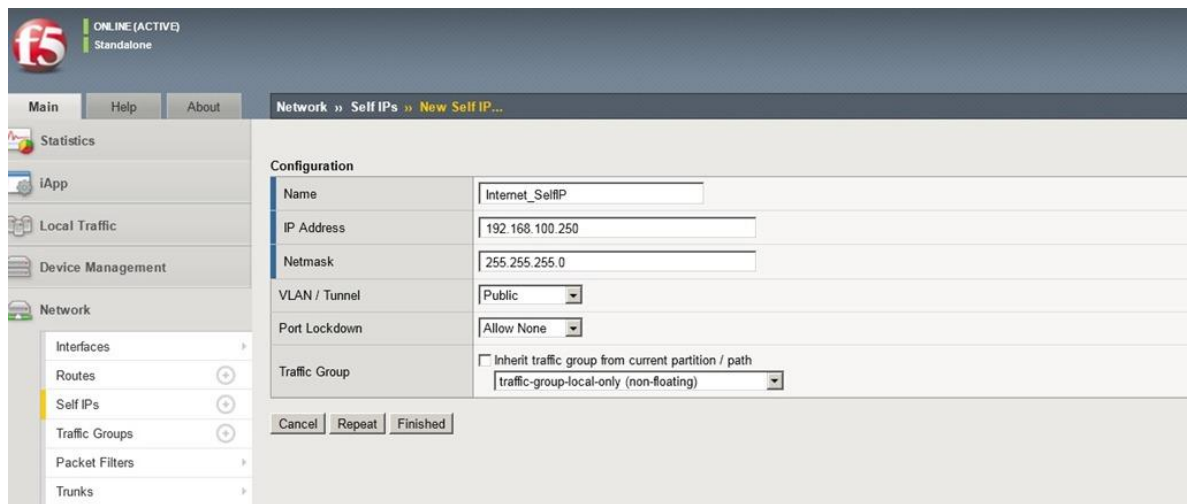 f5
ONLINE (ACTIVE)
Standalone
Main
Help
About
Network » Self IPs » New Self IP...
Statistics
iApp
Local Traffic
Device Management
Network
Interfaces
Routes
Self IPs
Traffic Groups
Packet Filters
Trunks
Configuration
Name
Internet_SelfIP
IP Address
192.168.100.250
Netmask
255.255.255.0
VLAN / Tunnel
Public
Port Lockdown
Allow None
Traffic Group
Inherit traffic group from current partition / path
traffic-group-local-only (non-floating)
Cancel
Repeat
Finished